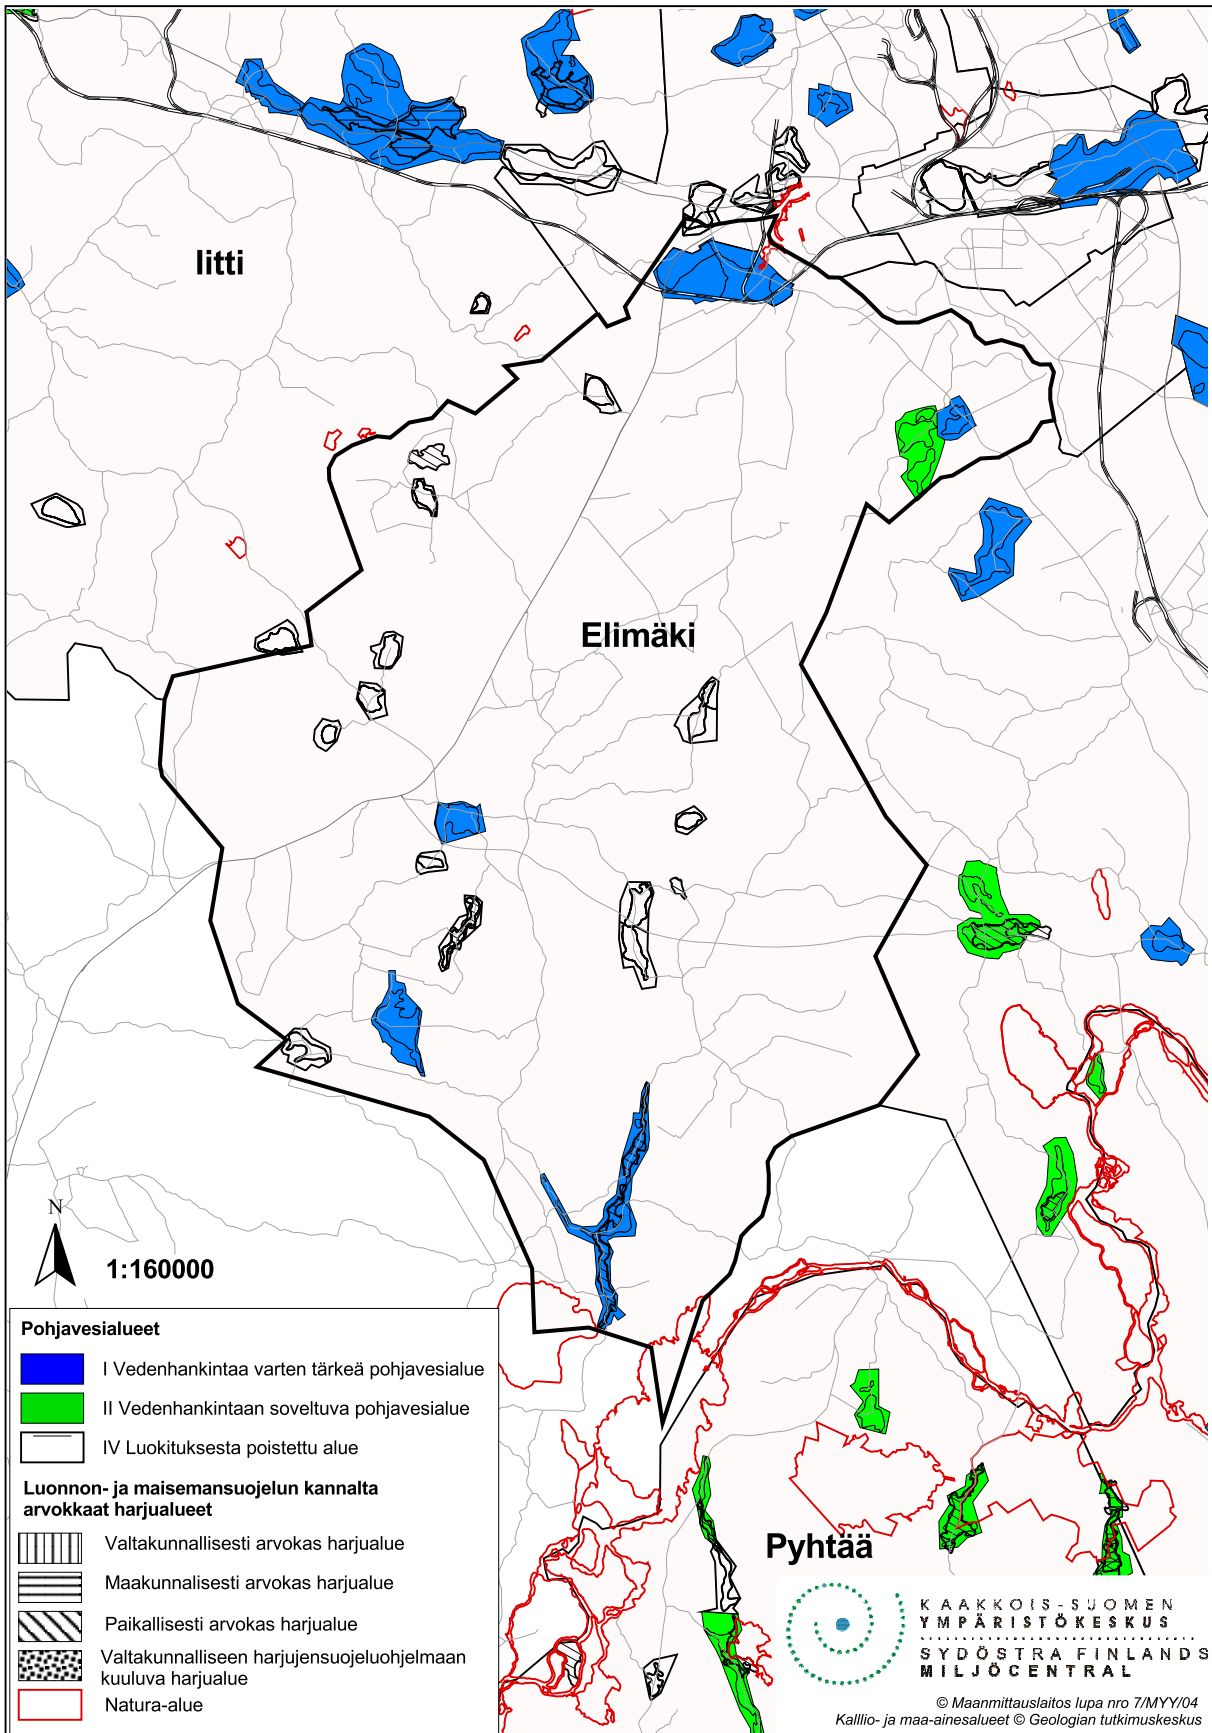 Iitti
Elimäki
N
1:160000
Pohjavesialueet
I Vedenhankintaa varten tärkeä pohjavesialue
II Vedenhankintaan soveltuva pohjavesialue
IV Luokituksesta poistettu alue
Luonnon- ja maisemansuojelun kannalta
arvokkaat harjualueet
Valtakunnallisesti arvokas harjualue
Maakunnalisesti arvokas harjualue
Paikallisesti arvokas harjualue
Valtakunnalliseen harjujensuojeluohjelmaan
kuuluva harjualue
Natura-alue
Pyhtää
KAAKKOIS-SUOMEN
YMPÄRISTÖKESKUS
SYDÖSTRA FINLANDS
MILJÖCENTRAL
© Maanmittauslaitos lupa nro 7/MYY/04
Kalllio- ja maa-ainesalueet © Geologian tutkimuskeskus